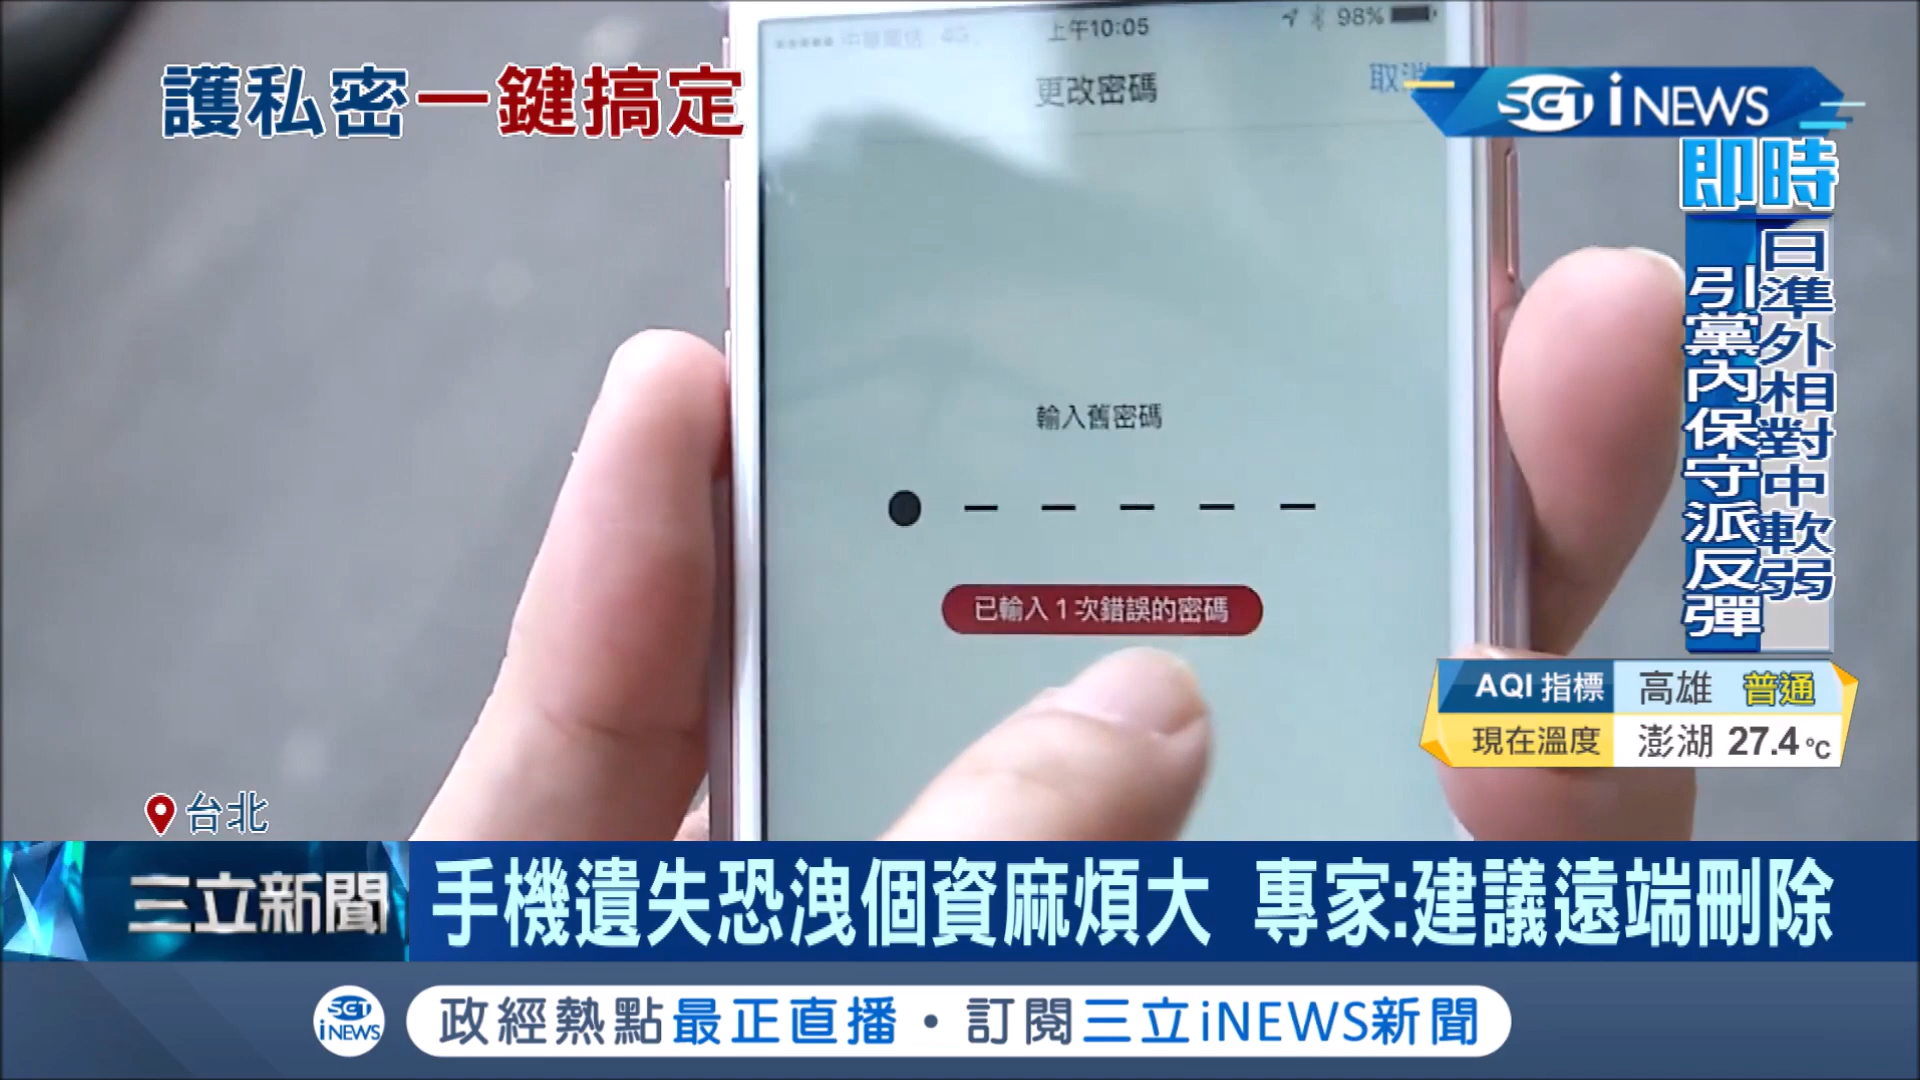 中華電信 4G
上午10:05
98%
更改密碼
護私密一鍵搞定
SET iNEWS
即時
日準外相對中軟弱
引黨內保守派反彈
輸入舊密碼
已輸入1次錯誤的密碼
AQI 指標 高雄 普通
現在溫度 澎湖 27.4°C
台北
三立新聞
手機遺失恐洩個資麻煩大 專家:建議遠端刪除
SET iNEWS
政經熱點最正直播・訂閱三立iNEWS新聞